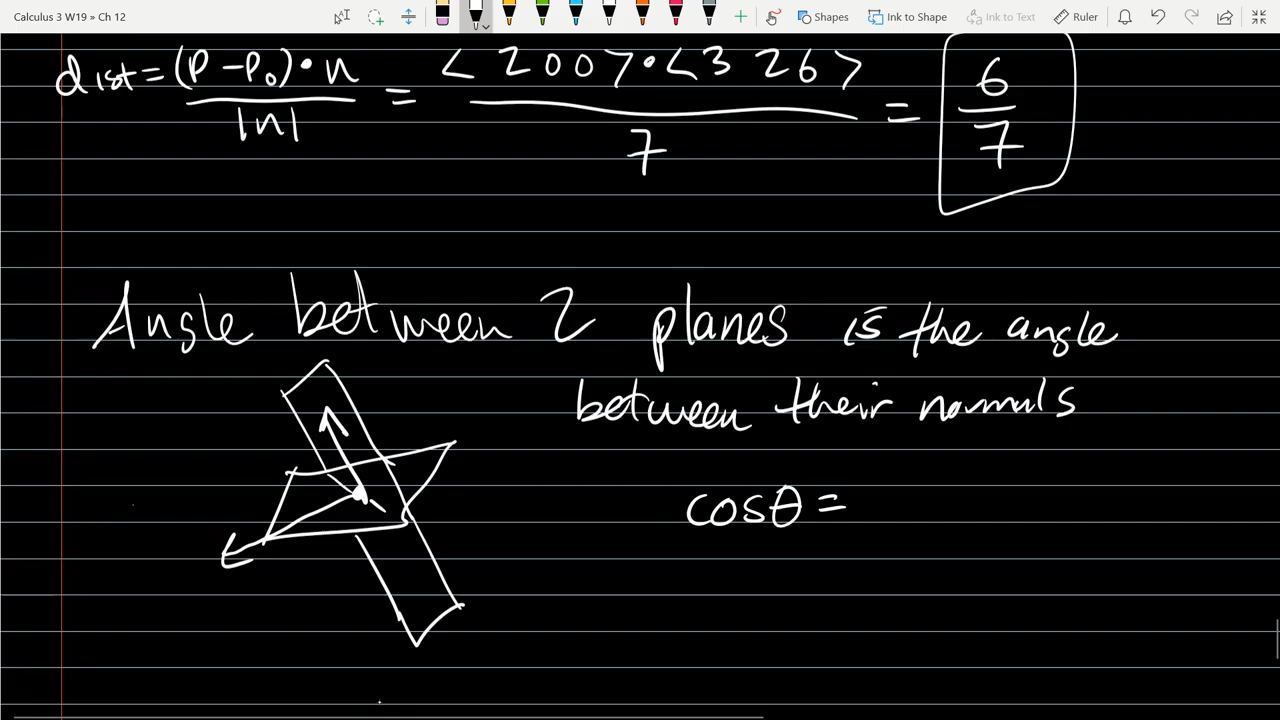 Calculus 3 W19 » Ch 12
Shapes Ink to Shape Ink to Text Ruler
dist = (P - P₀) • n / |n| = < 2 0 0 > • < 3 2 6 > / 7 = 6/7
Angle between 2 planes is the angle
between their normals
cosθ =